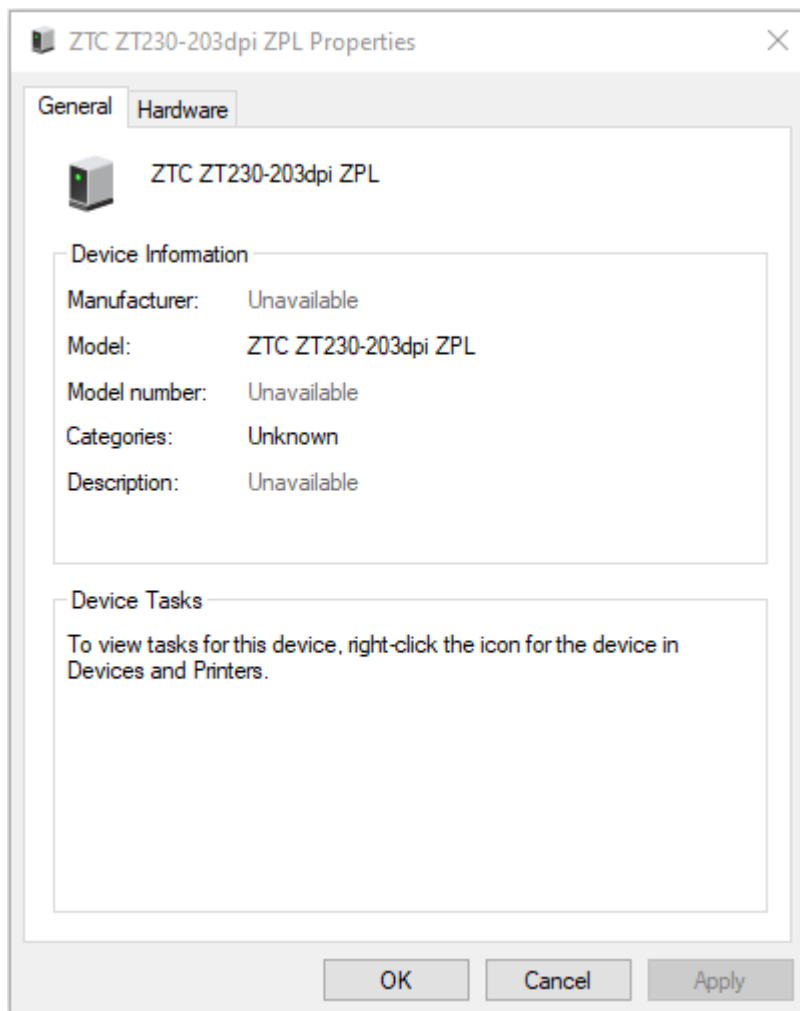 ZTC ZT230-203dpi ZPL Properties
General
Hardware
ZTC ZT230-203dpi ZPL
Device Information
Manufacturer: Unavailable
Model: ZTC ZT230-203dpi ZPL
Model number: Unavailable
Categories: Unknown
Description: Unavailable
Device Tasks
To view tasks for this device, right-click the icon for the device in
Devices and Printers.
OK
Cancel
Apply